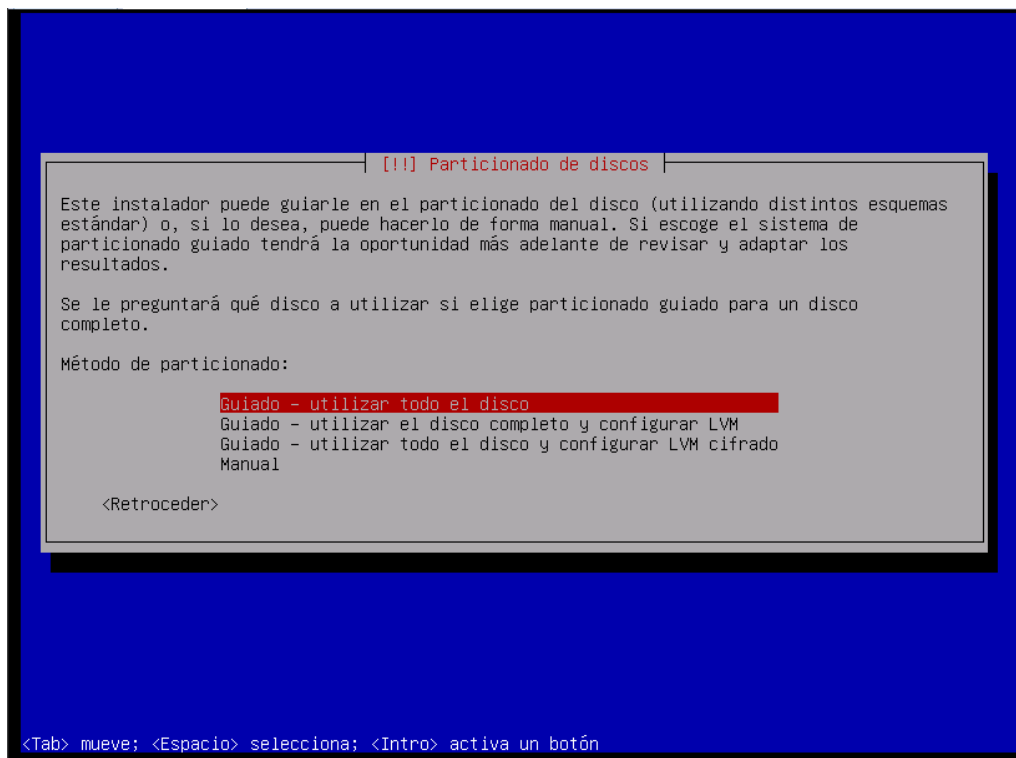 [!!] Particionado de discos
Este instalador puede guiarle en el particionado del disco (utilizando distintos esquemas
estándar) o, si lo desea, puede hacerlo de forma manual. Si escoge el sistema de
particionado guiado tendrá la oportunidad más adelante de revisar y adaptar los
resultados.
Se le preguntará qué disco a utilizar si elige particionado guiado para un disco
completo.
Método de particionado:
Guiado – utilizar todo el disco
Guiado – utilizar el disco completo y configurar LVM
Guiado – utilizar todo el disco y configurar LVM cifrado
Manual
<Retroceder>
<Tab> mueve; <Espacio> selecciona; <Intro> activa un botón